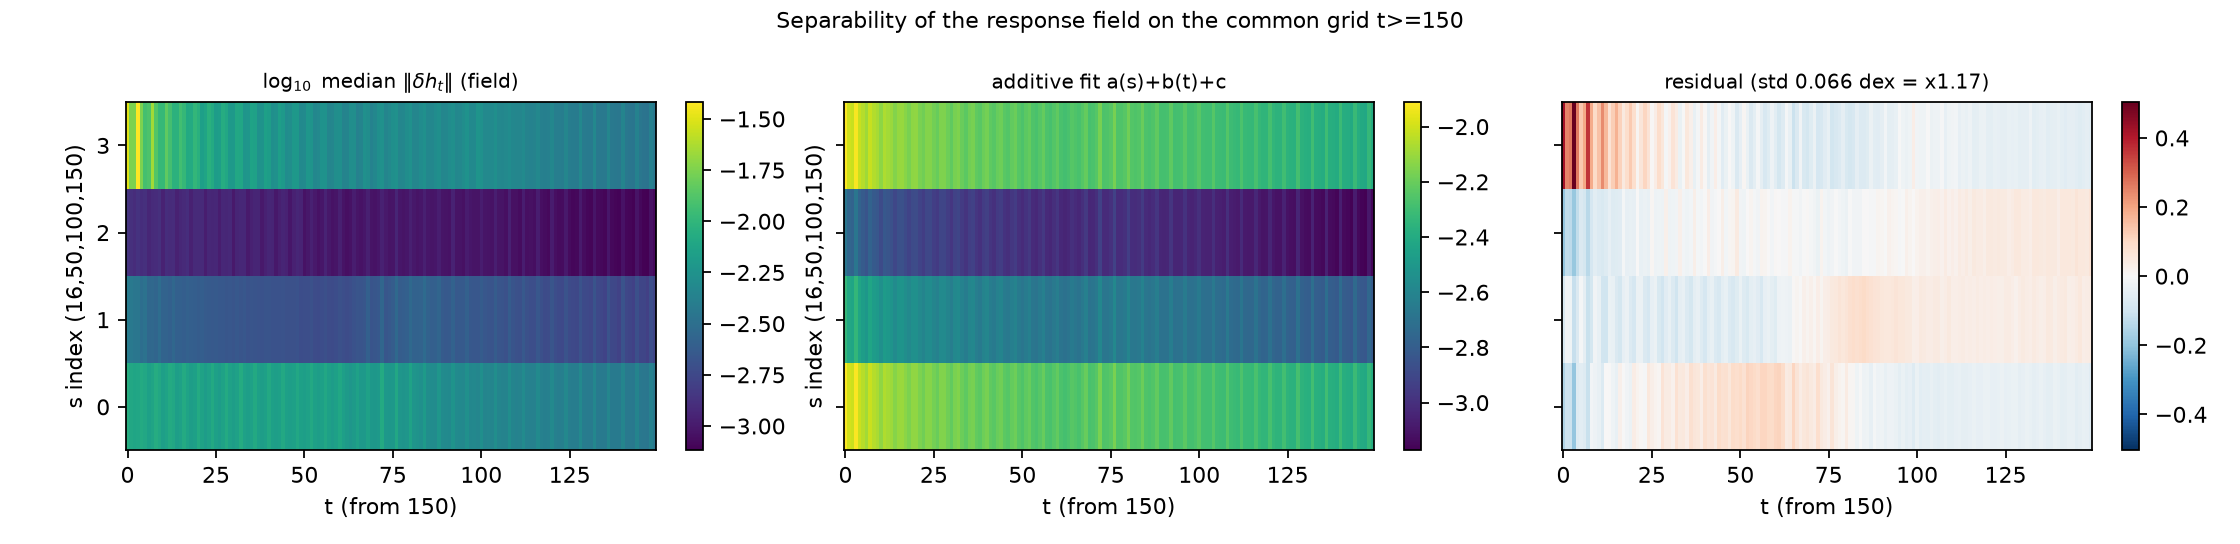 Separability of the response field on the common grid t>=150
log₁₀ median ‖δhₜ‖ (field)
s index (16,50,100,150)
3
2
1
0
0 25 50 75 100 125
t (from 150)
−1.50
−1.75
−2.00
−2.25
−2.50
−2.75
−3.00
additive fit a(s)+b(t)+c
s index (16,50,100,150)
0 25 50 75 100 125
t (from 150)
−2.0
−2.2
−2.4
−2.6
−2.8
−3.0
residual (std 0.066 dex = x1.17)
0 25 50 75 100 125
t (from 150)
0.4
0.2
0.0
−0.2
−0.4